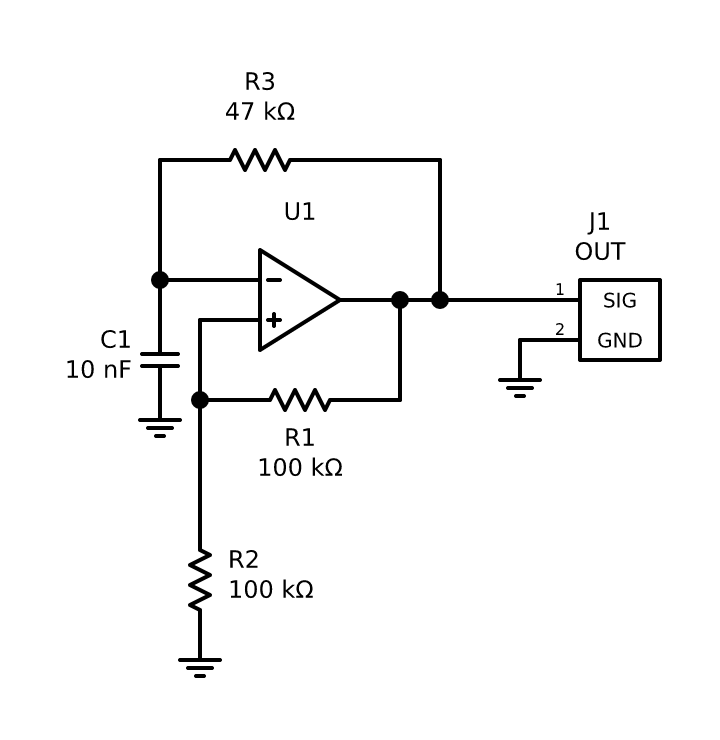 R3
47 kΩ
U1
J1
OUT
1
SIG
2
GND
C1
10 nF
R1
100 kΩ
R2
100 kΩ